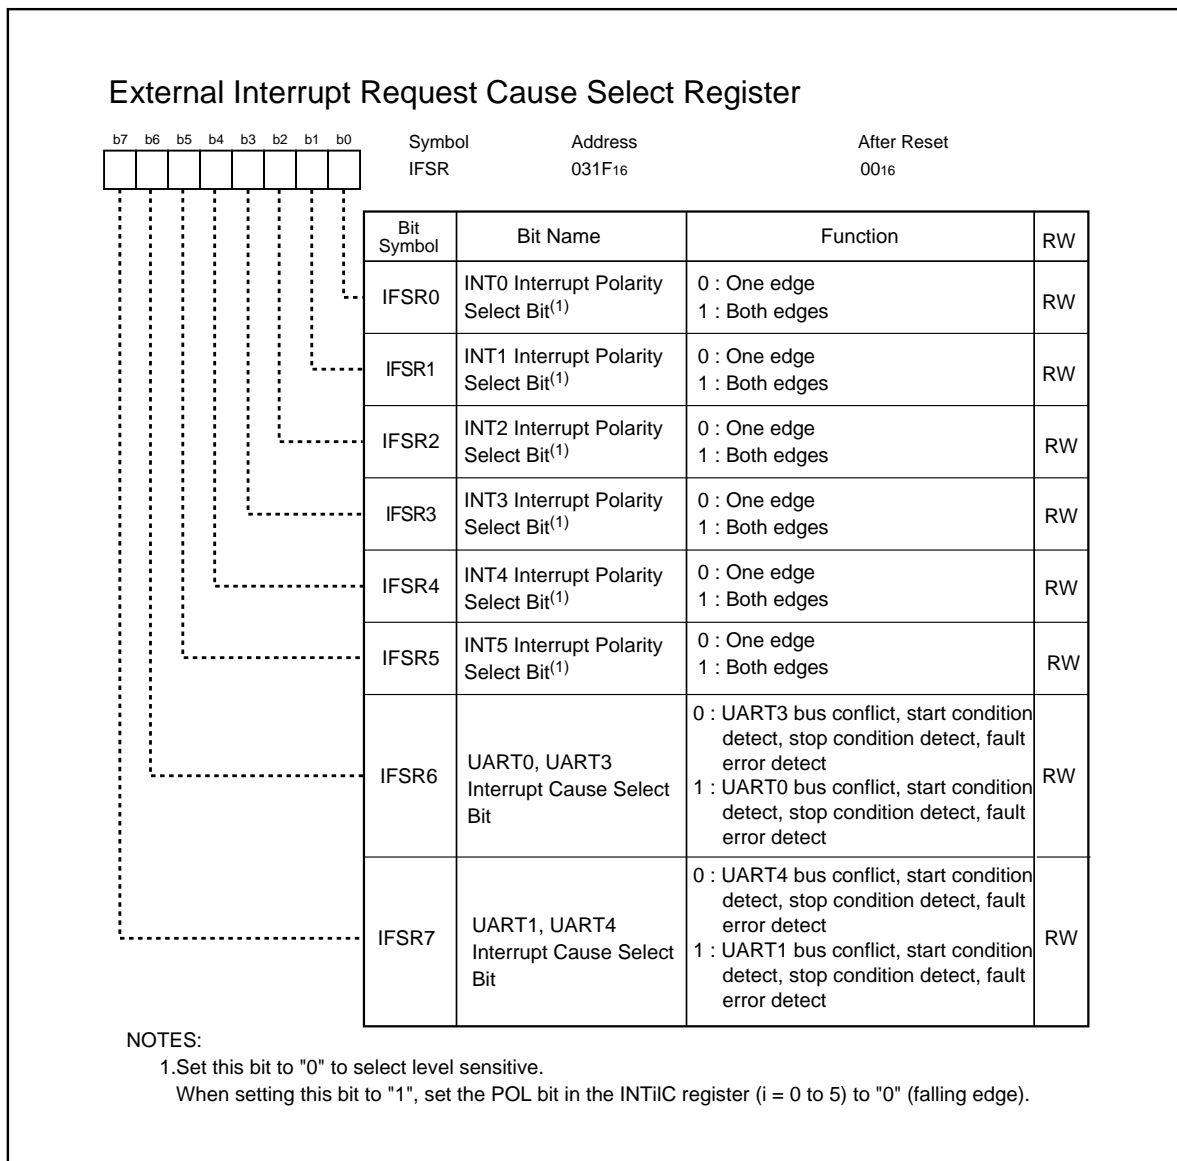 External Interrupt Request Cause Select Register
b7 b6 b5 b4 b3 b2 b1 b0
Symbol Address After Reset
IFSR 031F16 0016
Bit Symbol Bit Name Function RW
IFSR0
INT0 Interrupt Polarity
Select Bit(1)
0 : One edge
1 : Both edges
RW
IFSR1
INT1 Interrupt Polarity
Select Bit(1)
0 : One edge
1 : Both edges
RW
IFSR2
INT2 Interrupt Polarity
Select Bit(1)
0 : One edge
1 : Both edges
RW
IFSR3
INT3 Interrupt Polarity
Select Bit(1)
0 : One edge
1 : Both edges
RW
IFSR4
INT4 Interrupt Polarity
Select Bit(1)
0 : One edge
1 : Both edges
RW
IFSR5
INT5 Interrupt Polarity
Select Bit(1)
0 : One edge
1 : Both edges
RW
IFSR6
UART0, UART3
Interrupt Cause Select
Bit
0 : UART3 bus conflict, start condition
detect, stop condition detect, fault
error detect
1 : UART0 bus conflict, start condition
detect, stop condition detect, fault
error detect
RW
IFSR7
UART1, UART4
Interrupt Cause Select
Bit
0 : UART4 bus conflict, start condition
detect, stop condition detect, fault
error detect
1 : UART1 bus conflict, start condition
detect, stop condition detect, fault
error detect
RW
NOTES:
1.Set this bit to "0" to select level sensitive.
When setting this bit to "1", set the POL bit in the INTiIC register (i = 0 to 5) to "0" (falling edge).